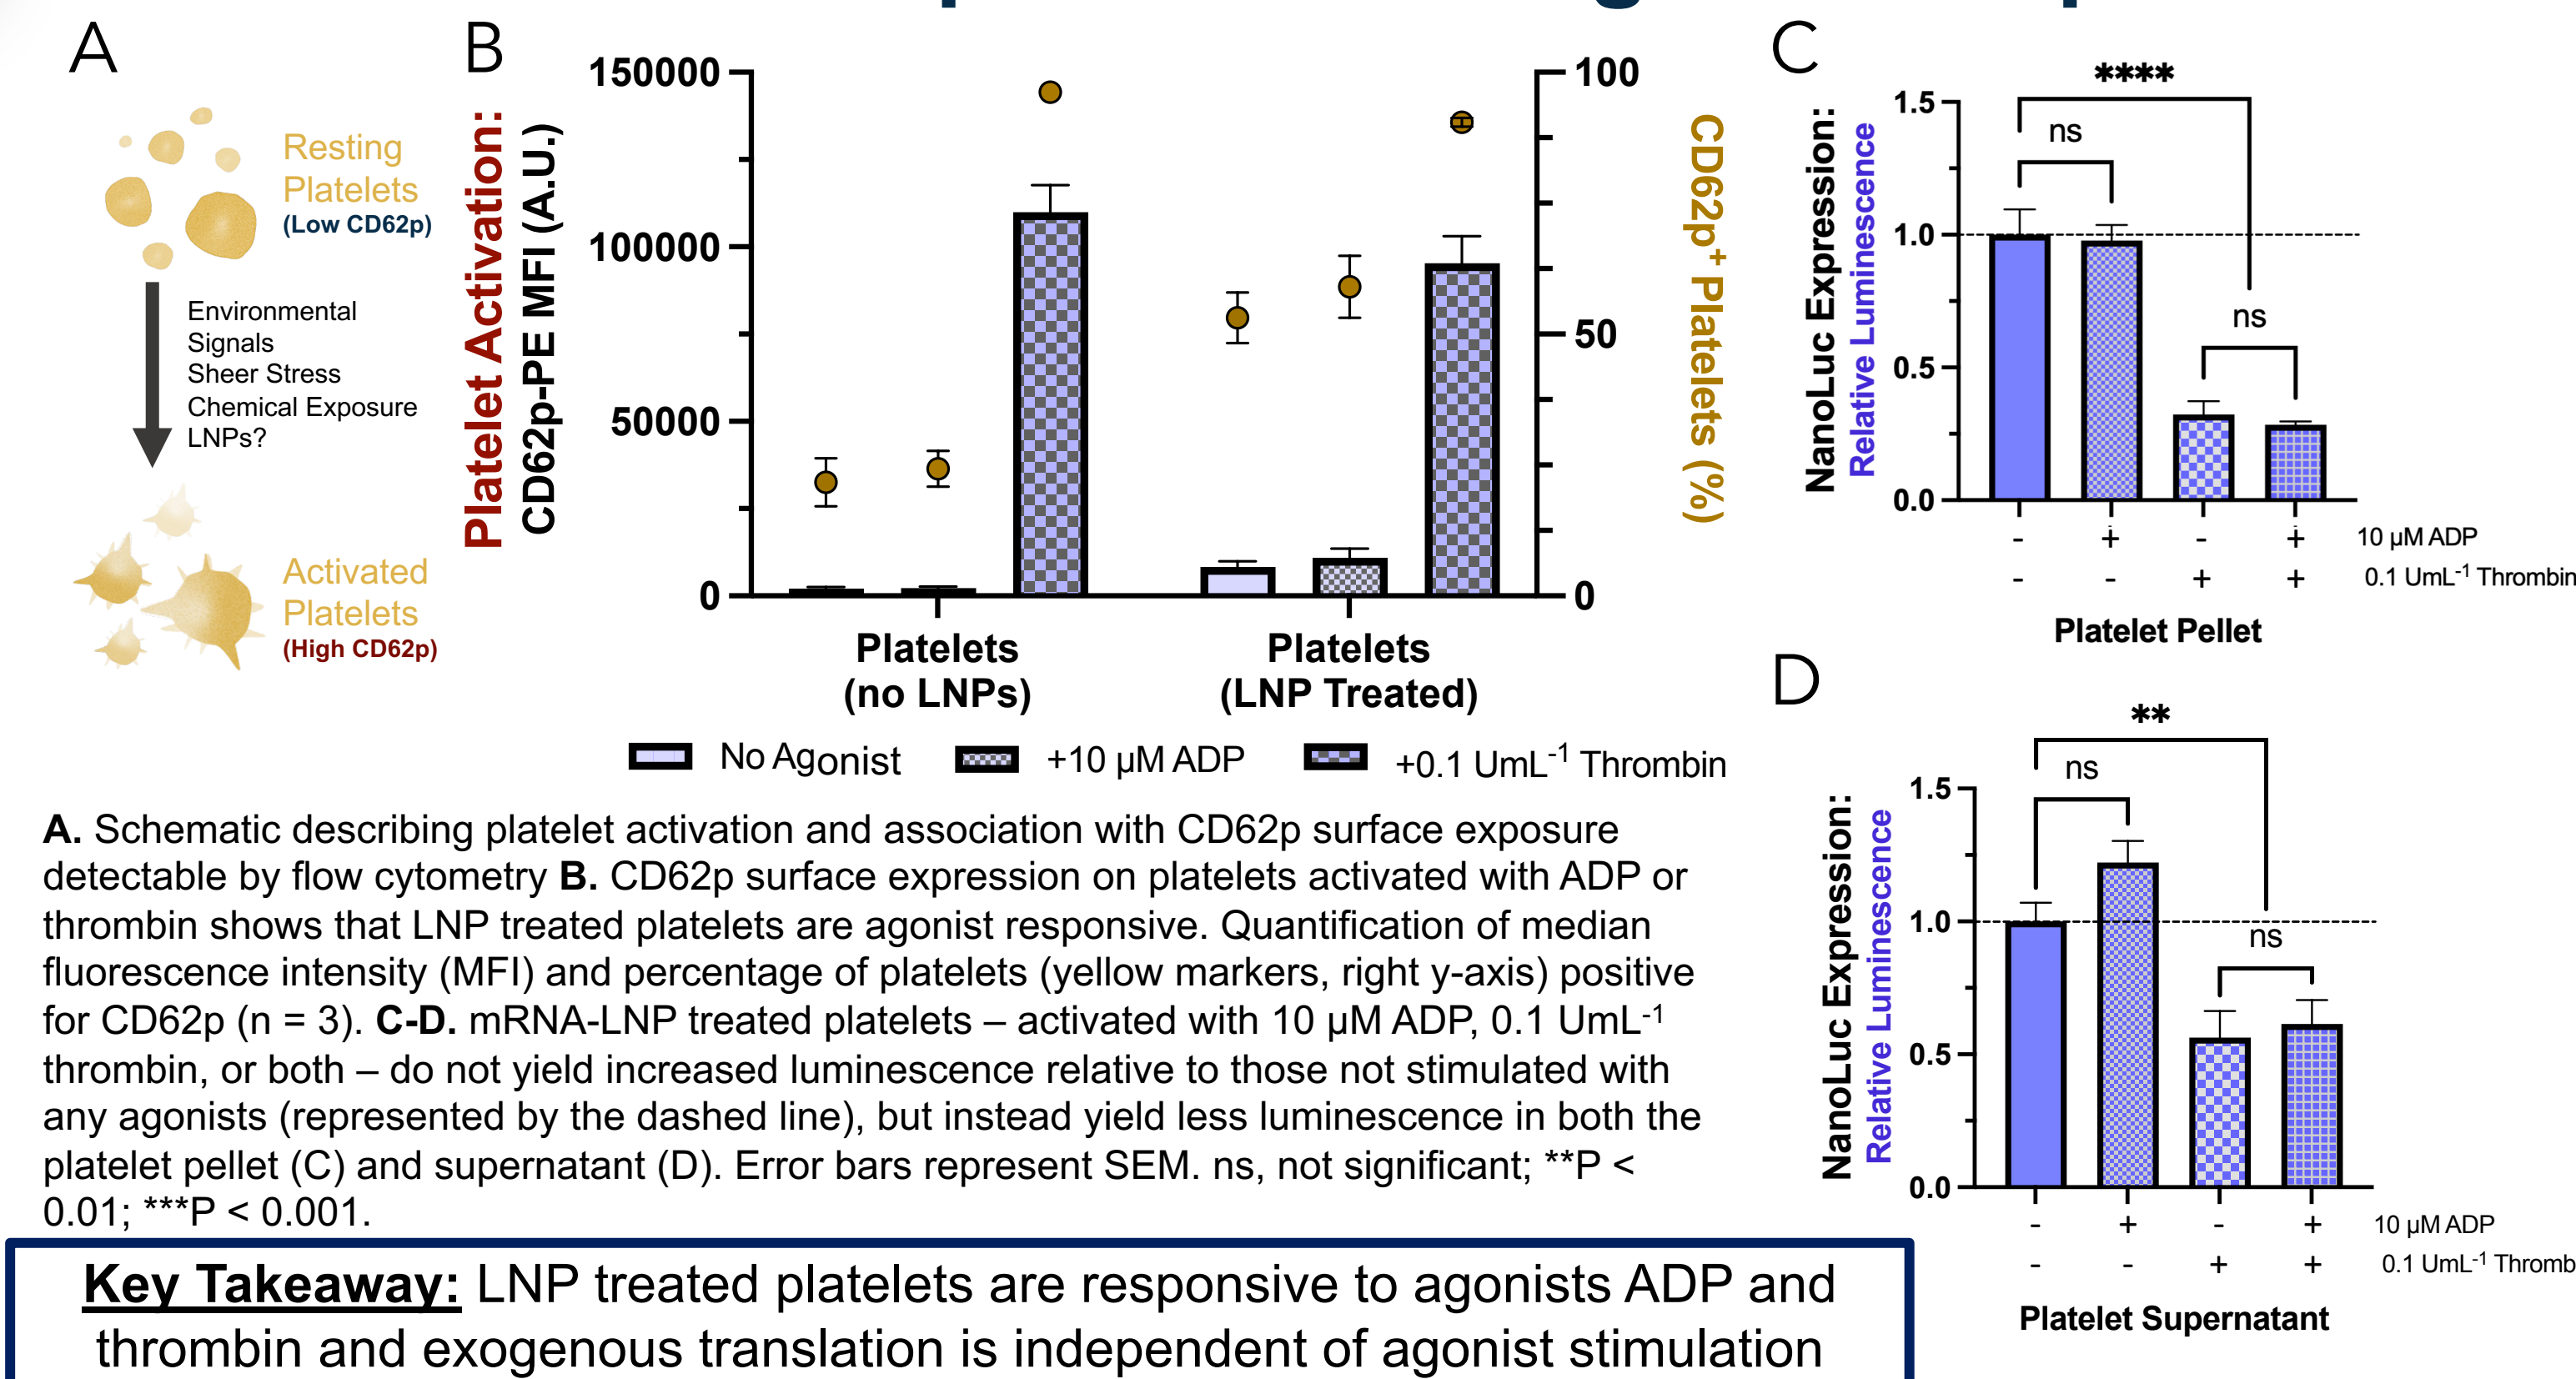 A
Resting
Platelets
(Low CD62p)
Environmental
Signals
Sheer Stress
Chemical Exposure
LNPs?
Activated
Platelets
(High CD62p)
B
Platelet Activation:
CD62p-PE MFI (A.U.)
150000
100000
50000
0
100
50
0
CD62p⁺ Platelets (%)
Platelets
(no LNPs)
Platelets
(LNP Treated)
No Agonist
+10 µM ADP
+0.1 UmL⁻¹ Thrombin
C
NanoLuc Expression:
Relative Luminescence
1.5
1.0
0.5
0.0
****
ns
ns
- + - + 10 µM ADP
- - + + 0.1 UmL⁻¹ Thrombin
Platelet Pellet
D
NanoLuc Expression:
Relative Luminescence
1.5
1.0
0.5
0.0
**
ns
ns
- + - + 10 µM ADP
- - + + 0.1 UmL⁻¹ Thromb
Platelet Supernatant
A. Schematic describing platelet activation and association with CD62p surface exposure
detectable by flow cytometry B. CD62p surface expression on platelets activated with ADP or
thrombin shows that LNP treated platelets are agonist responsive. Quantification of median
fluorescence intensity (MFI) and percentage of platelets (yellow markers, right y-axis) positive
for CD62p (n = 3). C-D. mRNA-LNP treated platelets – activated with 10 µM ADP, 0.1 UmL⁻¹
thrombin, or both – do not yield increased luminescence relative to those not stimulated with
any agonists (represented by the dashed line), but instead yield less luminescence in both the
platelet pellet (C) and supernatant (D). Error bars represent SEM. ns, not significant; **P <
0.01; ***P < 0.001.
Key Takeaway: LNP treated platelets are responsive to agonists ADP and
thrombin and exogenous translation is independent of agonist stimulation